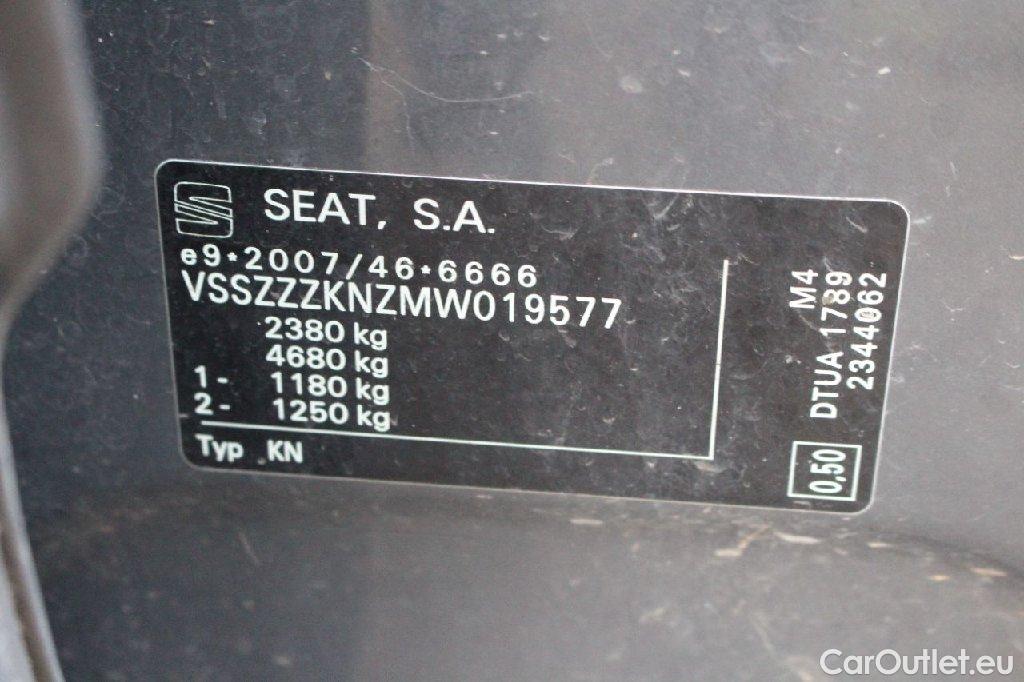 SEAT, S.A.
e9*2007/46*6666
VSSZZZKNZMW019577
2380 kg
4680 kg
1- 1180 kg
2- 1250 kg
Typ KN
M4
DTUA 1789
2344062
0,50
CarOutlet.eu